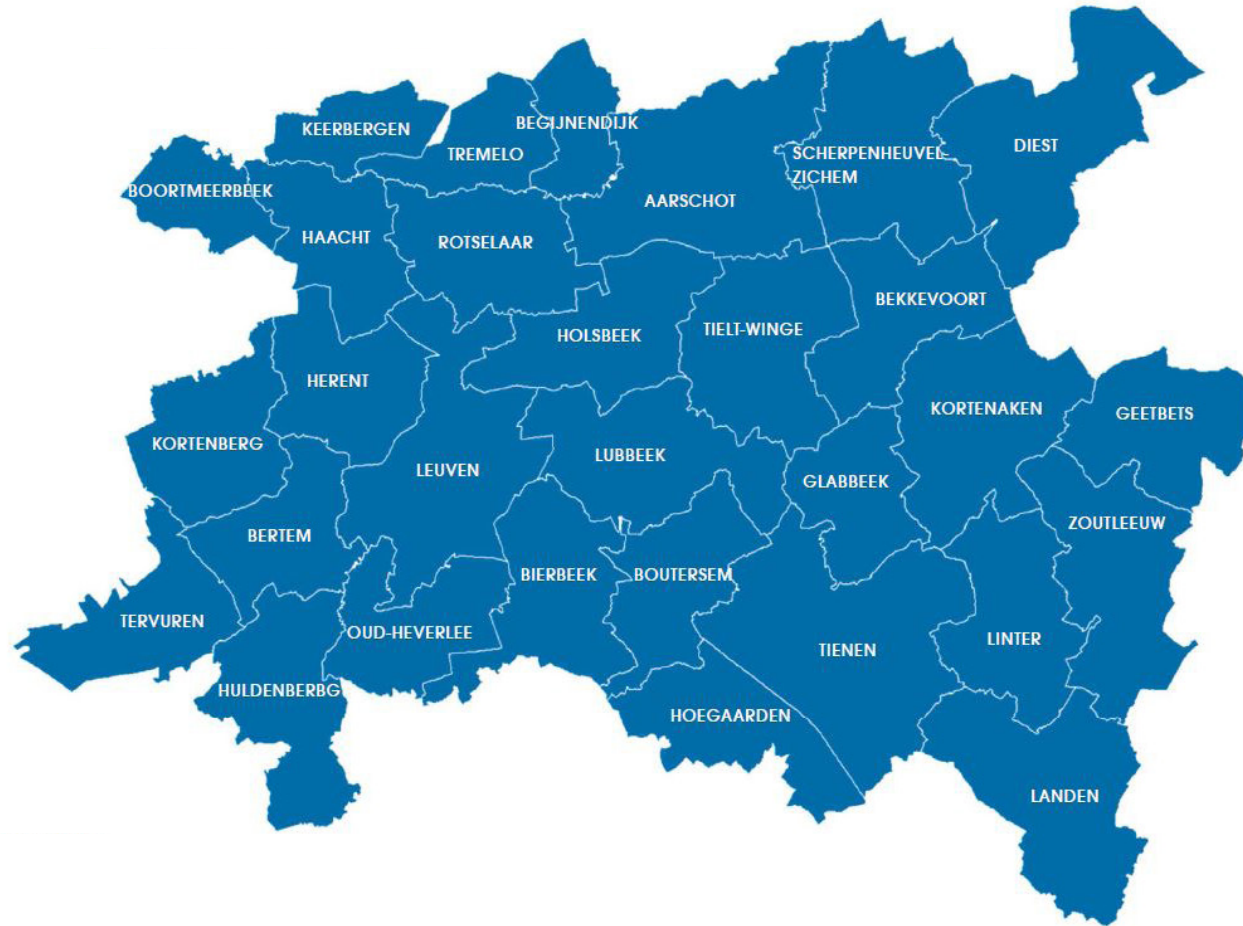 BEGIJNENDIJK
KEERBERGEN
TREMELO
SCHERPENHEUVEL-
ZICHEM
DIEST
BOORTMEERBEEK
AARSCHOT
HAACHT
ROTSELAAR
BEKKEVOORT
HOLSBEEK
TIELT-WINGE
HERENT
KORTENAKEN
GEETBETS
KORTENBERG
LUBBEEK
LEUVEN
GLABBEEK
ZOUTLEEUW
BERTEM
BIERBEEK
BOUTERSEM
TERVUREN
OUD-HEVERLEE
LINTER
TIENEN
HULDENBERBG
HOEGAARDEN
LANDEN